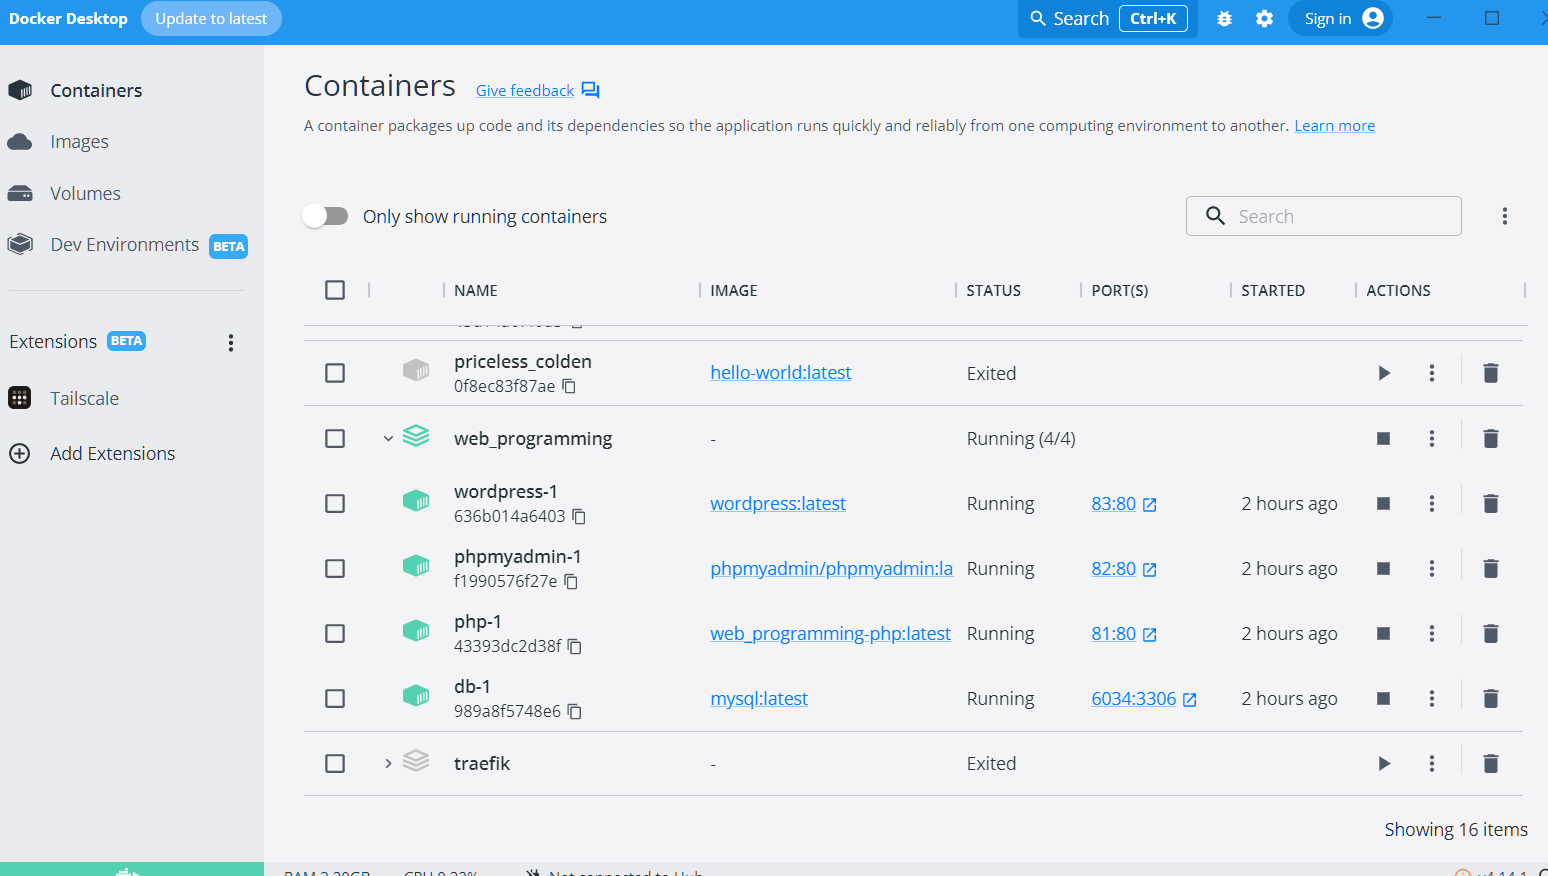 Docker Desktop Update to latest Search Ctrl+K Sign in
Containers
Images
Volumes
Dev Environments BETA
Extensions BETA
Tailscale
Add Extensions
Containers Give feedback
A container packages up code and its dependencies so the application runs quickly and reliably from one computing environment to another. Learn more
Only show running containers Search
NAME IMAGE STATUS PORT(S) STARTED ACTIONS
priceless_colden
0f8ec83f87ae
hello-world:latest Exited
web_programming - Running (4/4)
wordpress-1
636b014a6403
wordpress:latest Running 83:80 2 hours ago
phpmyadmin-1
f1990576f27e
phpmyadmin/phpmyadmin:la Running 82:80 2 hours ago
php-1
43393dc2d38f
web_programming-php:latest Running 81:80 2 hours ago
db-1
989a8f5748e6
mysql:latest Running 6034:3306 2 hours ago
traefik - Exited
Showing 16 items
Not connected to Hub